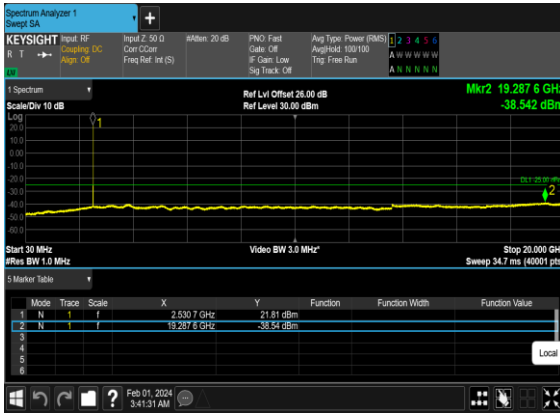 Spectrum Analyzer 1
Swept SA
+
KEYSIGHT
R T
Input: RF
Coupling: DC
Align: Off
Input Z: 50 Ω
Corr CCorr
Freq Ref: Int (S)
#Atten: 20 dB
PNO: Fast
Gate: Off
IF Gain: Low
Sig Track: Off
Avg Type: Power (RMS)
Avg|Hold: 100/100
Trig: Free Run
1 2 3 4 5 6
A W W W W W
A N N N N N
1 Spectrum
Scale/Div 10 dB
Ref Lvl Offset 26.00 dB
Ref Level 30.00 dBm
Mkr2 19.287 6 GHz
-38.542 dBm
Log
20.0
10.0
0.00
-10.0
-20.0
-30.0
-40.0
-50.0
-60.0
1
DL1 -25.00 dBm
2
Start 30 MHz
#Res BW 1.0 MHz
Video BW 3.0 MHz*
Stop 20.000 GHz
Sweep 34.7 ms (40001 pts)
5 Marker Table
Mode Trace Scale X Y Function Function Width Function Value
1 N 1 f 2.530 7 GHz 21.81 dBm
2 N 1 f 19.287 6 GHz -38.54 dBm
3
4
5
6
Local
?
Feb 01, 2024
3:41:31 AM